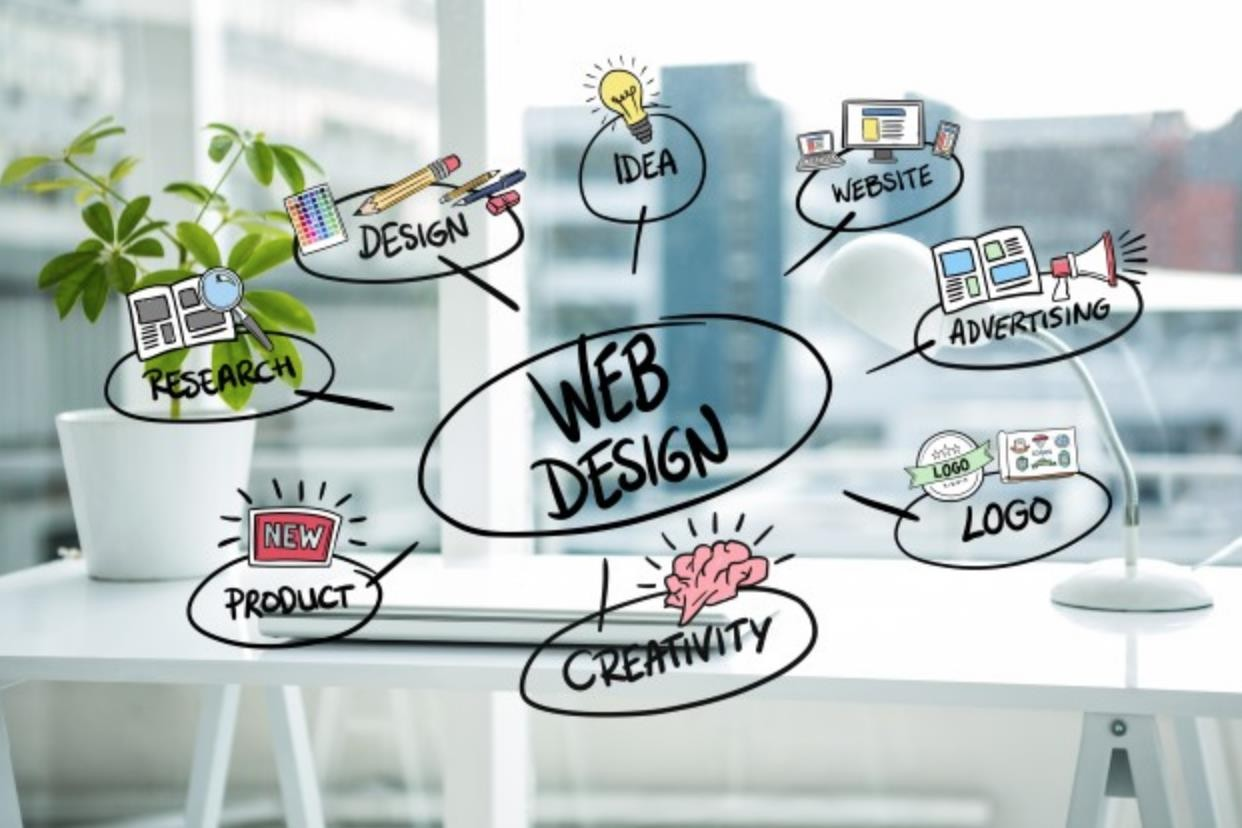 IDEA
WEBSITE
DESIGN
ADVERTISING
RESEARCH
WEB
DESIGN
LOGO
LOGO
NEW
PRODUCT
CREATIVITY